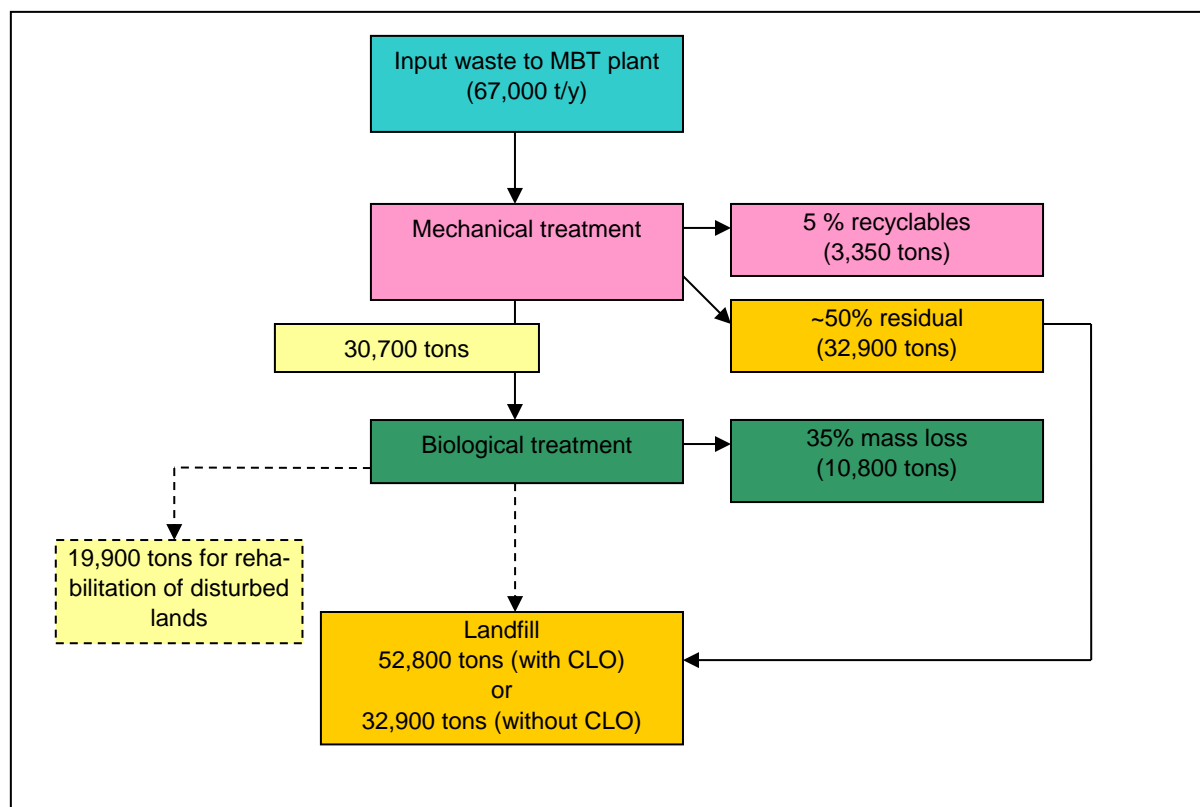 Input waste to MBT plant
(67,000 t/y)
Mechanical treatment
5 % recyclables
(3,350 tons)
~50% residual
(32,900 tons)
30,700 tons
Biological treatment
35% mass loss
(10,800 tons)
19,900 tons for reha-
bilitation of disturbed
lands
Landfill
52,800 tons (with CLO)
or
32,900 tons (without CLO)